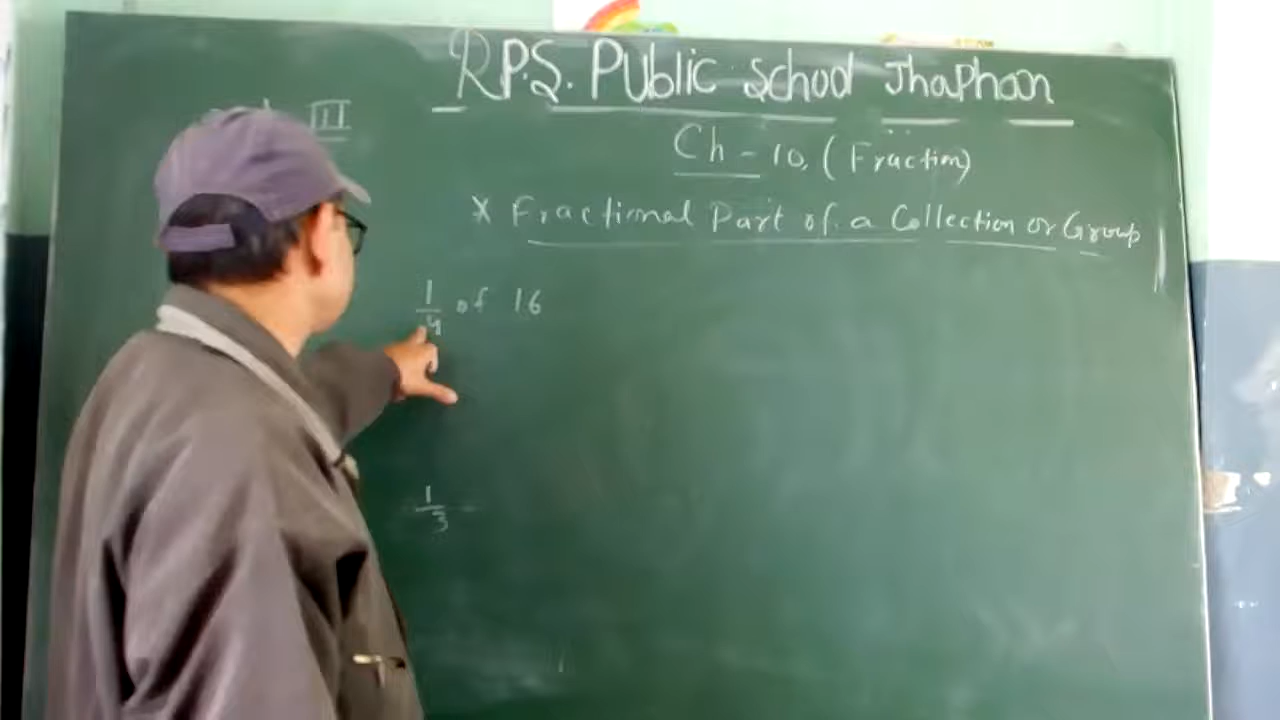 R.P.S. Public School Jhaphan
III
Ch - 10. (Fraction)
* Fractional Part of a Collection or Group
1/4 of 16
1/3